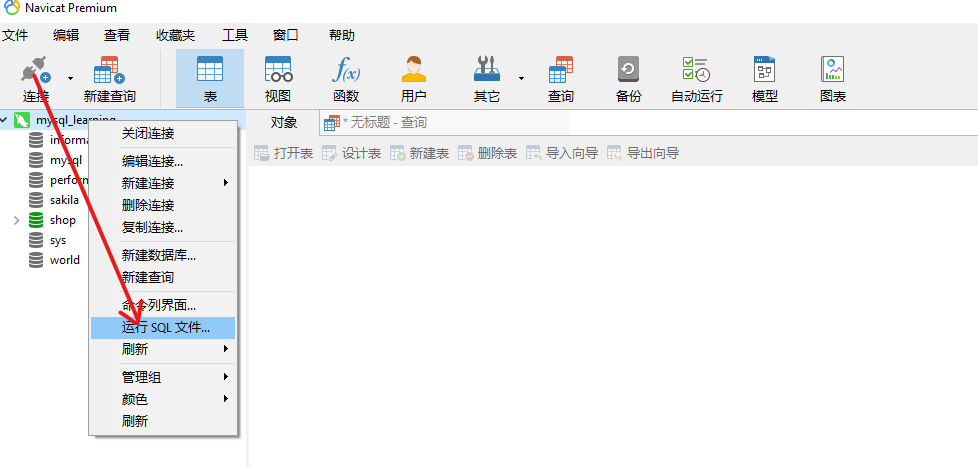 Navicat Premium
文件 编辑 查看 收藏夹 工具 窗口 帮助
连接 新建查询 表 视图 f(x) 函数 用户 其它 查询 备份 自动运行 模型 图表
mysql_learning
对象 * 无标题 - 查询
打开表 设计表 新建表 删除表 导入向导 导出向导
informa
mysql
perforn
sakila
shop
sys
world
关闭连接
编辑连接...
新建连接
删除连接
复制连接...
新建数据库...
新建查询
命令列界面...
运行 SQL 文件...
刷新
管理组
颜色
刷新